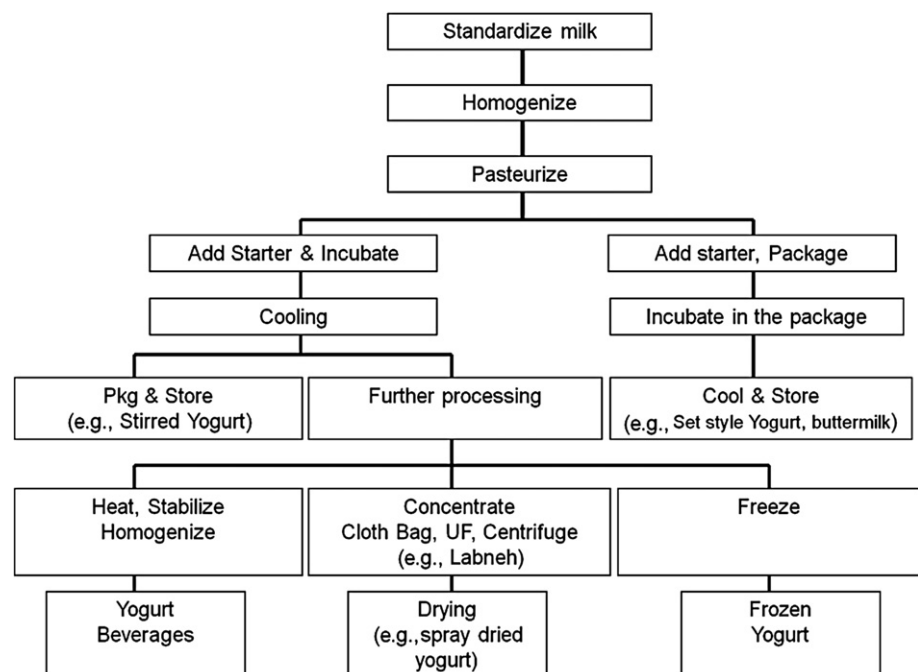 Standardize milk
Homogenize
Pasteurize
Add Starter & Incubate
Add starter, Package
Cooling
Incubate in the package
Pkg & Store
(e.g., Stirred Yogurt)
Further processing
Cool & Store
(e.g., Set style Yogurt, buttermilk)
Heat, Stabilize
Homogenize
Concentrate
Cloth Bag, UF, Centrifuge
(e.g., Labneh)
Freeze
Yogurt
Beverages
Drying
(e.g.,spray dried
yogurt)
Frozen
Yogurt